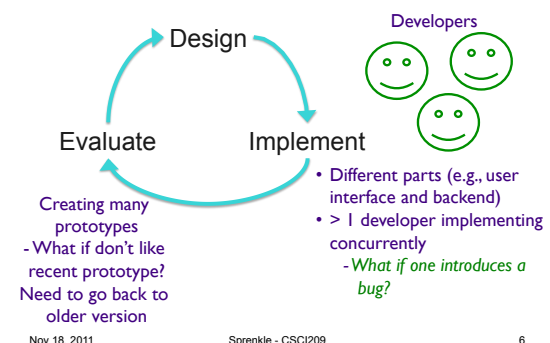 Developers
Design
Evaluate
Implement
Creating many
prototypes
- What if don't like
recent prototype?
Need to go back to
older version
• Different parts (e.g., user
interface and backend)
• > 1 developer implementing
concurrently
- What if one introduces a
bug?
Nov 18, 2011
Sprenkle - CSCI209
6